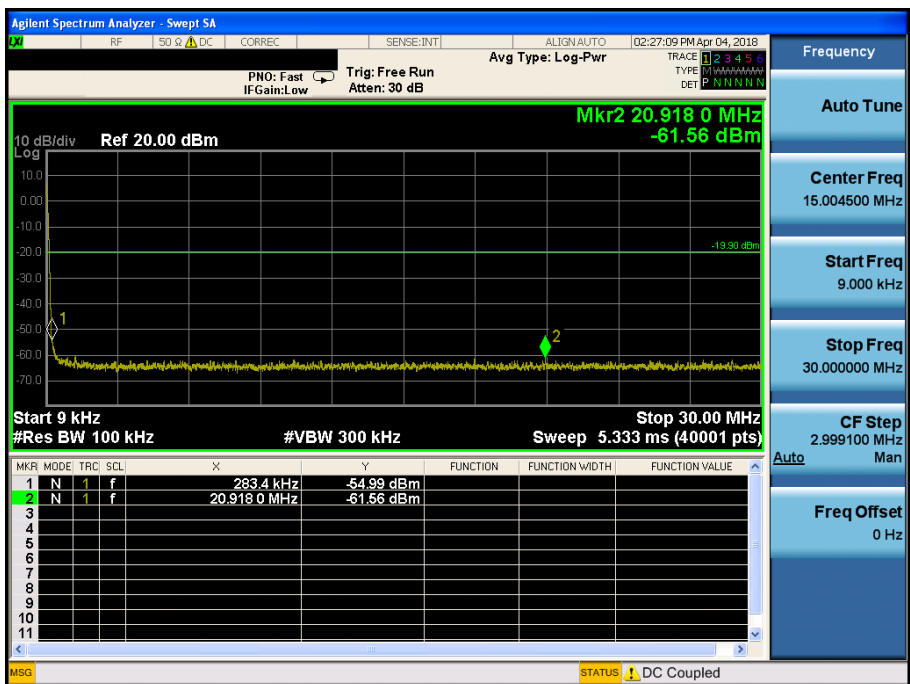 Agilent Spectrum Analyzer - Swept SA
LXI RF 50 Ω DC CORREC SENSE:INT ALIGN AUTO 02:27:09 PM Apr 04, 2018
Frequency
Avg Type: Log-Pwr
TRACE 1 2 3 4 5 6
PNO: Fast Trig: Free Run
TYPE M
IFGain:Low Atten: 30 dB
DET P N N N N N
Auto Tune
Mkr2 20.918 0 MHz
-61.56 dBm
10 dB/div Ref 20.00 dBm
Log
10.0
0.00
-10.0
-20.0
-19.90 dBm
-30.0
-40.0
-50.0
1
-60.0
2
-70.0
Center Freq
15.004500 MHz
Start Freq
9.000 kHz
Stop Freq
30.000000 MHz
Start 9 kHz Stop 30.00 MHz
#Res BW 100 kHz #VBW 300 kHz Sweep 5.333 ms (40001 pts)
CF Step
2.999100 MHz
Auto Man
MKR MODE TRC SCL X Y FUNCTION FUNCTION WIDTH FUNCTION VALUE
1 N 1 f 283.4 kHz -54.99 dBm
2 N 1 f 20.918 0 MHz -61.56 dBm
3
4
5
6
7
8
9
10
11
Freq Offset
0 Hz
MSG STATUS DC Coupled